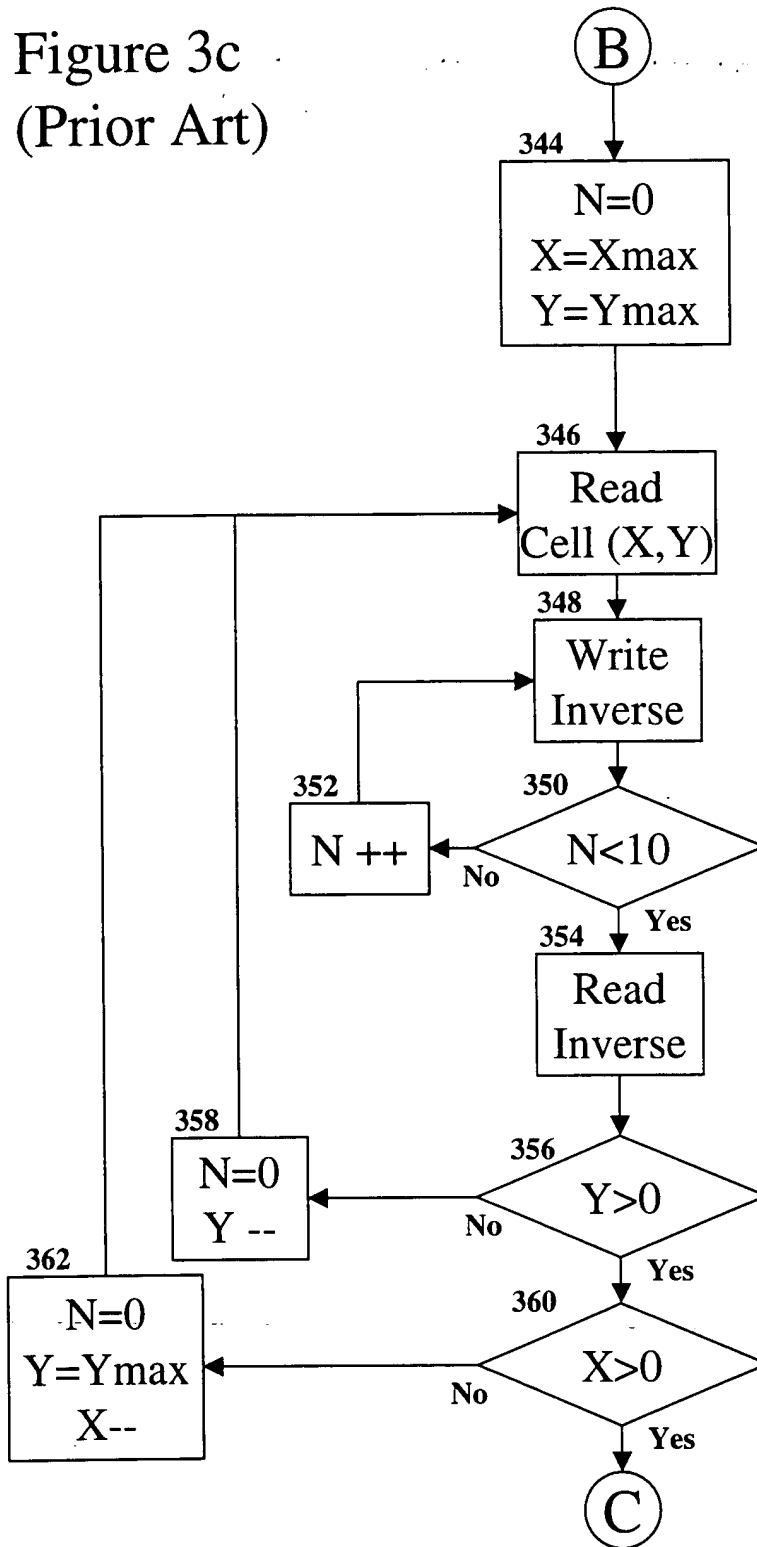 Figure 3c
(Prior Art)
B
344
N=0
X=Xmax
Y=Ymax
346
Read
Cell (X,Y)
348
Write
Inverse
350
N<10
No
Yes
352
N ++
354
Read
Inverse
356
Y>0
No
Yes
358
N=0
Y --
360
X>0
No
Yes
362
N=0
Y=Ymax
X--
C